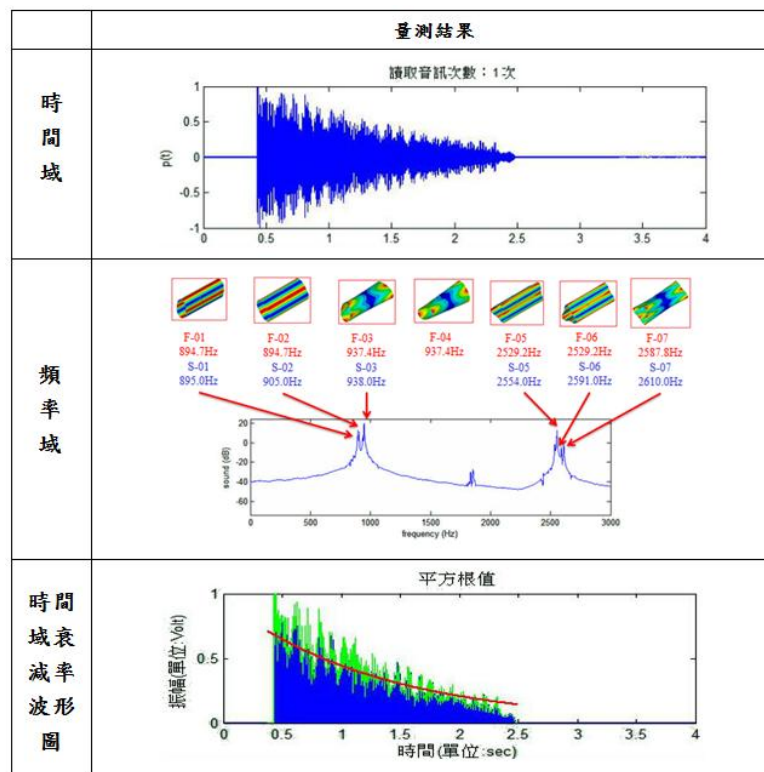 量測結果
時間域
讀取音訊次數：1次
1
0.5
0
-0.5
-1
p(t)
0 0.5 1 1.5 2 2.5 3 3.5 4
頻率域
F-01 F-02 F-03 F-04 F-05 F-06 F-07
894.7Hz 894.7Hz 937.4Hz 937.4Hz 2529.2Hz 2529.2Hz 2587.8Hz
S-01 S-02 S-03 S-05 S-06 S-07
895.0Hz 905.0Hz 938.0Hz 2554.0Hz 2591.0Hz 2610.0Hz
20
0
-20
-40
-60
sound (dB)
0 500 1000 1500 2000 2500 3000
frequency (Hz)
時間域衰減率波形圖
平方根值
1
0.5
0
振幅(單位:Volt)
0 0.5 1 1.5 2 2.5 3 3.5 4
時間(單位:sec)